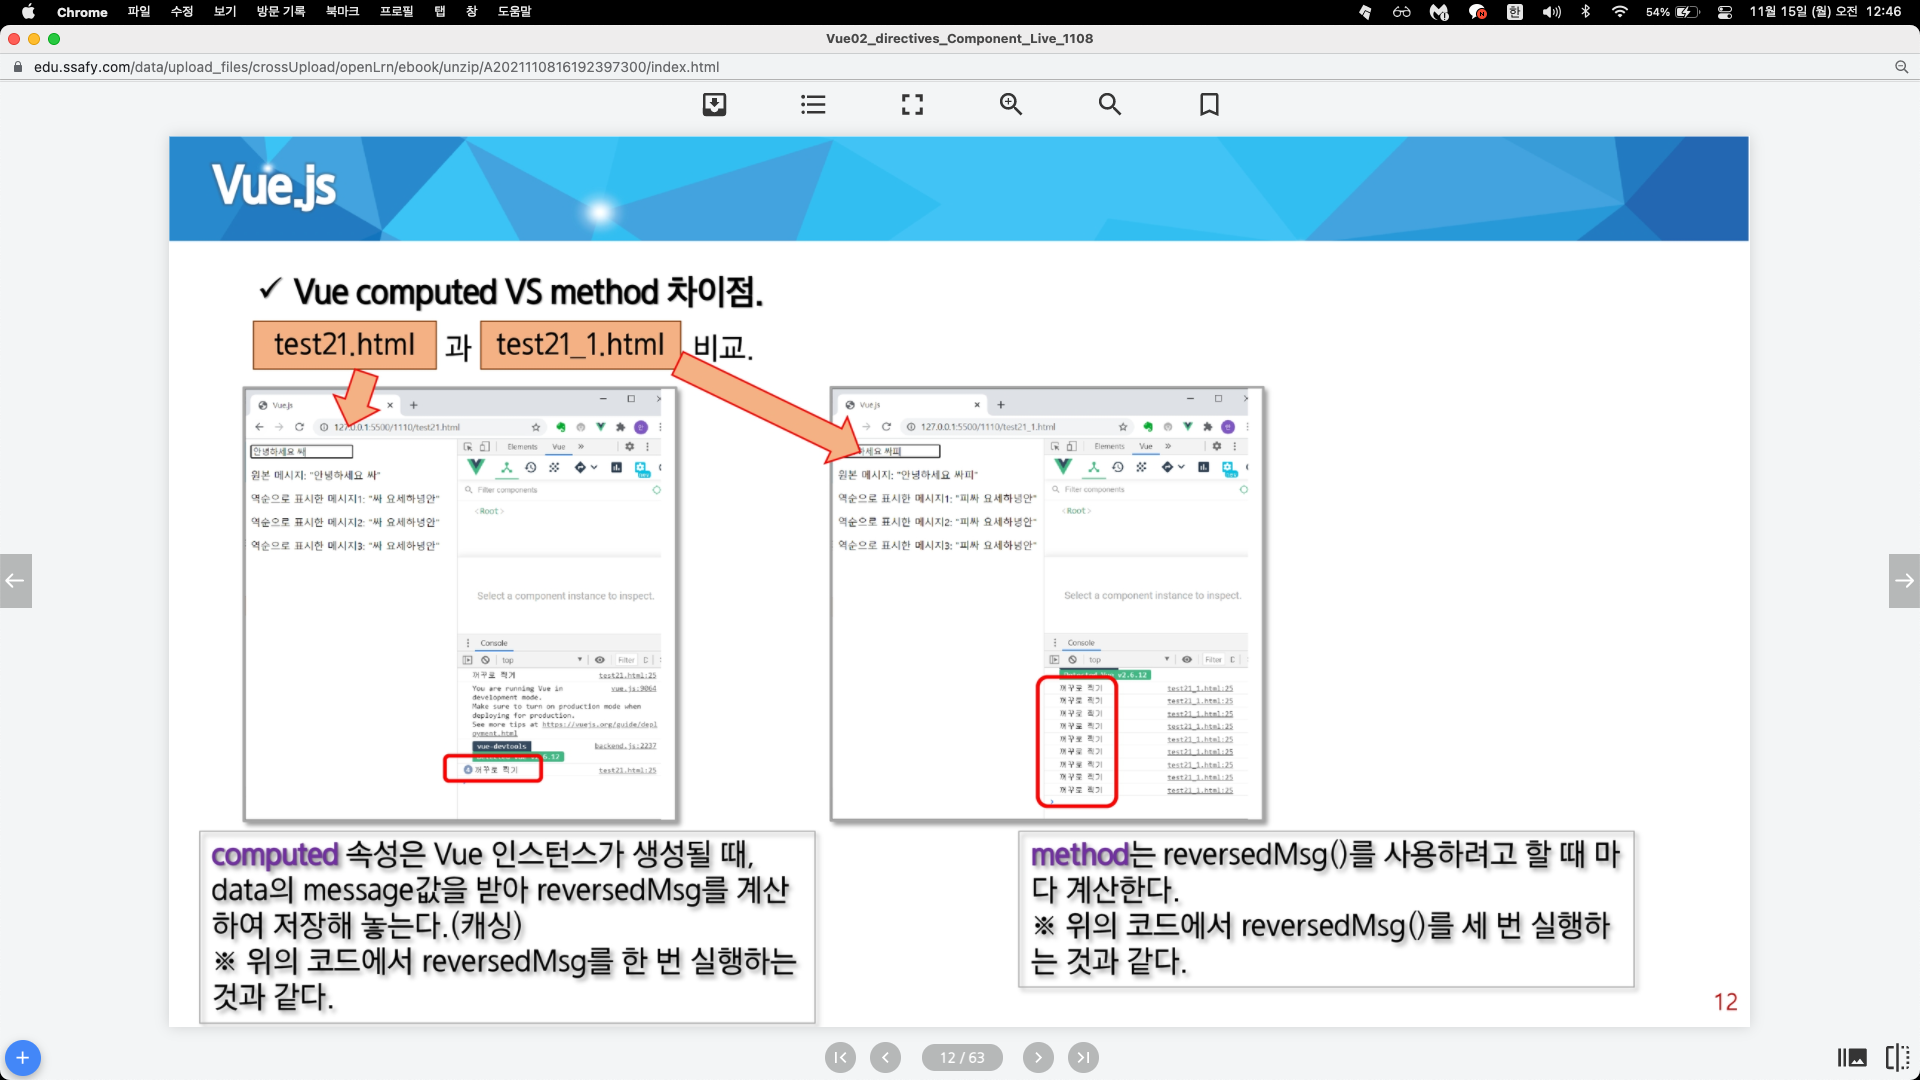 Chrome 파일 수정 보기 방문 기록 북마크 프로필 탭 창 도움말 54% 11월 15일 (월) 오전 12:46
Vue02_directives_Component_Live_1108
edu.ssafy.com/data/upload_files/crossUpload/openLrn/ebook/unzip/A2021110816192397300/index.html
Vue.js
✓ Vue computed VS method 차이점.
test21.html 과 test21_1.html 비교.
Vue.js
127.0.0.1:5500/1110/test21.html
안녕하세요 싸
Elements Vue »
원본 메시지: "안녕하세요 싸"
역순으로 표시한 메시지1: "싸 요세하녕안"
역순으로 표시한 메시지2: "싸 요세하녕안"
역순으로 표시한 메시지3: "싸 요세하녕안"
Filter components
<Root>
Select a component instance to inspect.
Console
top Filter
꺼꾸로 찍기 test21.html:25
You are running Vue in vue.js:9064
development mode.
Make sure to turn on production mode when
deploying for production.
See more tips at https://vuejs.org/guide/depl
oyment.html
vue-devtools backend.js:2237
꺼꾸로 찍기 test21.html:25
Vue.js
127.0.0.1:5500/1110/test21_1.html
하세요 싸피
Elements Vue »
원본 메시지: "안녕하세요 싸피"
역순으로 표시한 메시지1: "피싸 요세하녕안"
역순으로 표시한 메시지2: "피싸 요세하녕안"
역순으로 표시한 메시지3: "피싸 요세하녕안"
Filter components
<Root>
Select a component instance to inspect.
Console
top Filter
꺼꾸로 찍기 test21_1.html:25
꺼꾸로 찍기 test21_1.html:25
꺼꾸로 찍기 test21_1.html:25
꺼꾸로 찍기 test21_1.html:25
꺼꾸로 찍기 test21_1.html:25
꺼꾸로 찍기 test21_1.html:25
꺼꾸로 찍기 test21_1.html:25
꺼꾸로 찍기 test21_1.html:25
꺼꾸로 찍기 test21_1.html:25
computed 속성은 Vue 인스턴스가 생성될 때,
data의 message값을 받아 reversedMsg를 계산
하여 저장해 놓는다.(캐싱)
※ 위의 코드에서 reversedMsg를 한 번 실행하는
것과 같다.
method는 reversedMsg()를 사용하려고 할 때 마
다 계산한다.
※ 위의 코드에서 reversedMsg()를 세 번 실행하
는 것과 같다.
12
12 / 63